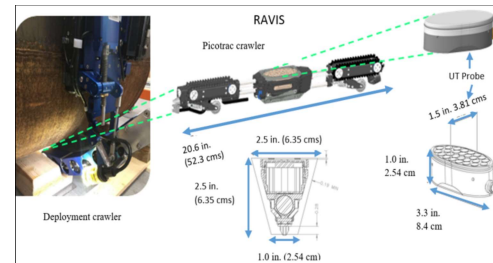 RAVIS
Picotrac crawler
UT Probe
1.5 in. 3.81 cms
20.6 in.
(52.3 cms)
2.5 in. (6.35 cms)
2.5 in.
(6.35 cms)
1.0 in.
2.54 cm
3.3 in.
8.4 cm
Deployment crawler
1.0 in. (2.54 cm)